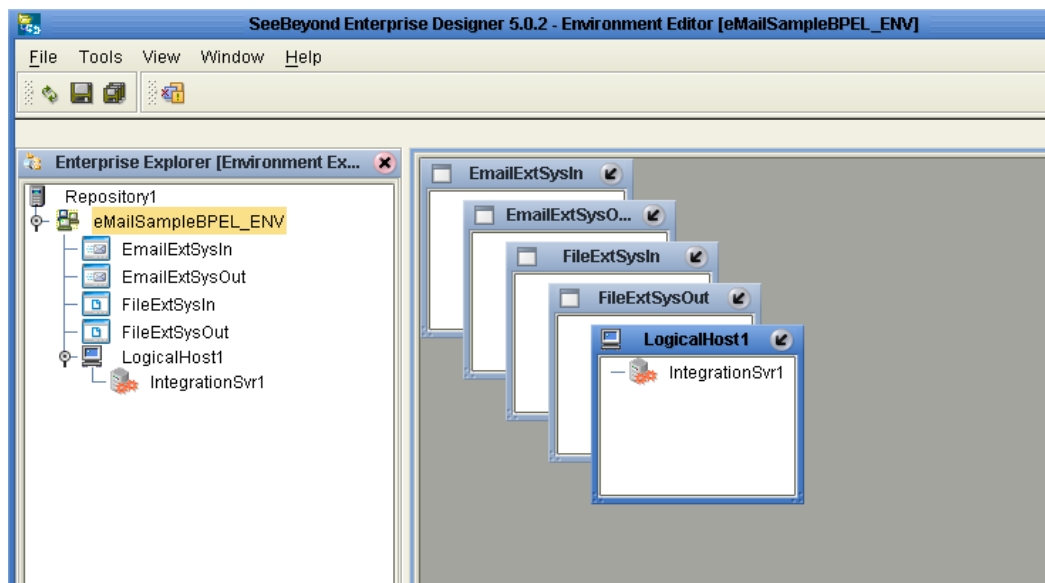 SeeBeyond Enterprise Designer 5.0.2 - Environment Editor [eMailSampleBPEL_ENV]
File Tools View Window Help
Enterprise Explorer [Environment Ex...
Repository1
eMailSampleBPEL_ENV
EmailExtSysIn
EmailExtSysOut
FileExtSysIn
FileExtSysOut
LogicalHost1
IntegrationSvr1
EmailExtSysIn
EmailExtSysO...
FileExtSysIn
FileExtSysOut
LogicalHost1
IntegrationSvr1